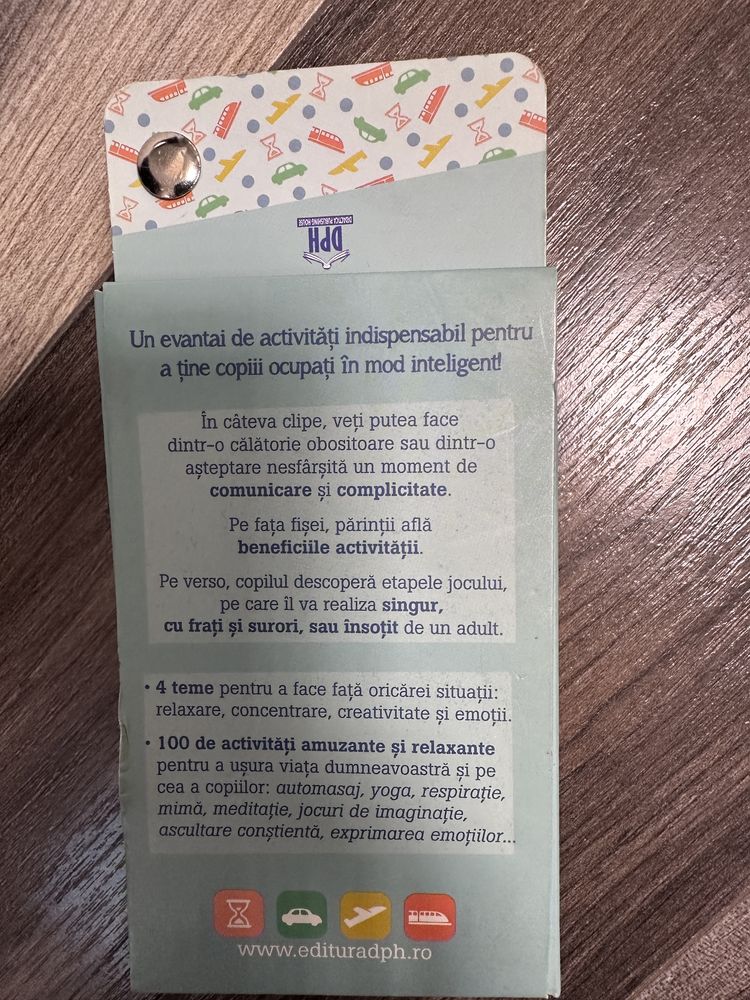 DPH
DIDACTICA PUBLISHING HOUSE
Un evantai de activități indispensabil pentru
a ține copiii ocupați în mod inteligent!
În câteva clipe, veți putea face
dintr-o călătorie obositoare sau dintr-o
așteptare nesfârșită un moment de
comunicare și complicitate.
Pe fața fișei, părinții află
beneficiile activității.
Pe verso, copilul descoperă etapele jocului,
pe care îl va realiza singur,
cu frați și surori, sau însoțit de un adult.
• 4 teme pentru a face față oricărei situații:
relaxare, concentrare, creativitate și emoții.
• 100 de activități amuzante și relaxante
pentru a ușura viața dumneavoastră și pe
cea a copiilor: automasaj, yoga, respirație,
mimă, meditație, jocuri de imaginație,
ascultare conștientă, exprimarea emoțiilor...
www.edituradph.ro